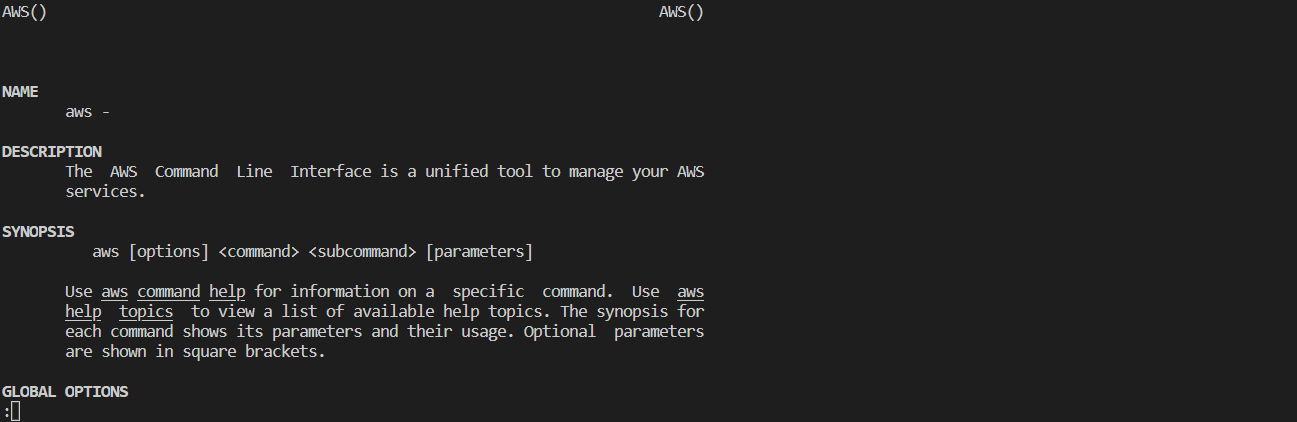 AWS()                                                                    AWS()
NAME
       aws -
DESCRIPTION
       The  AWS  Command  Line  Interface is a unified tool to manage your AWS
       services.
SYNOPSIS
          aws [options] <command> <subcommand> [parameters]
       Use aws command help for information on a  specific  command.  Use  aws
       help  topics  to view a list of available help topics. The synopsis for
       each command shows its parameters and their usage. Optional  parameters
       are shown in square brackets.
GLOBAL OPTIONS
: